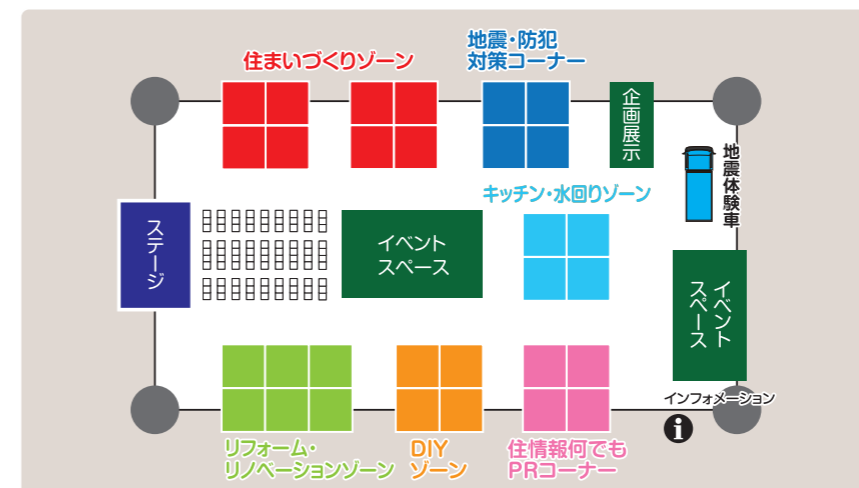 住まいづくりゾーン
地震・防犯
対策コーナー
企画展示
地震体験車
キッチン・水回りゾーン
ステージ
イベント
スペース
イベント
スペース
インフォメーション
i
リフォーム・
リノベーションゾーン
DIY
ゾーン
住情報何でも
PRコーナー